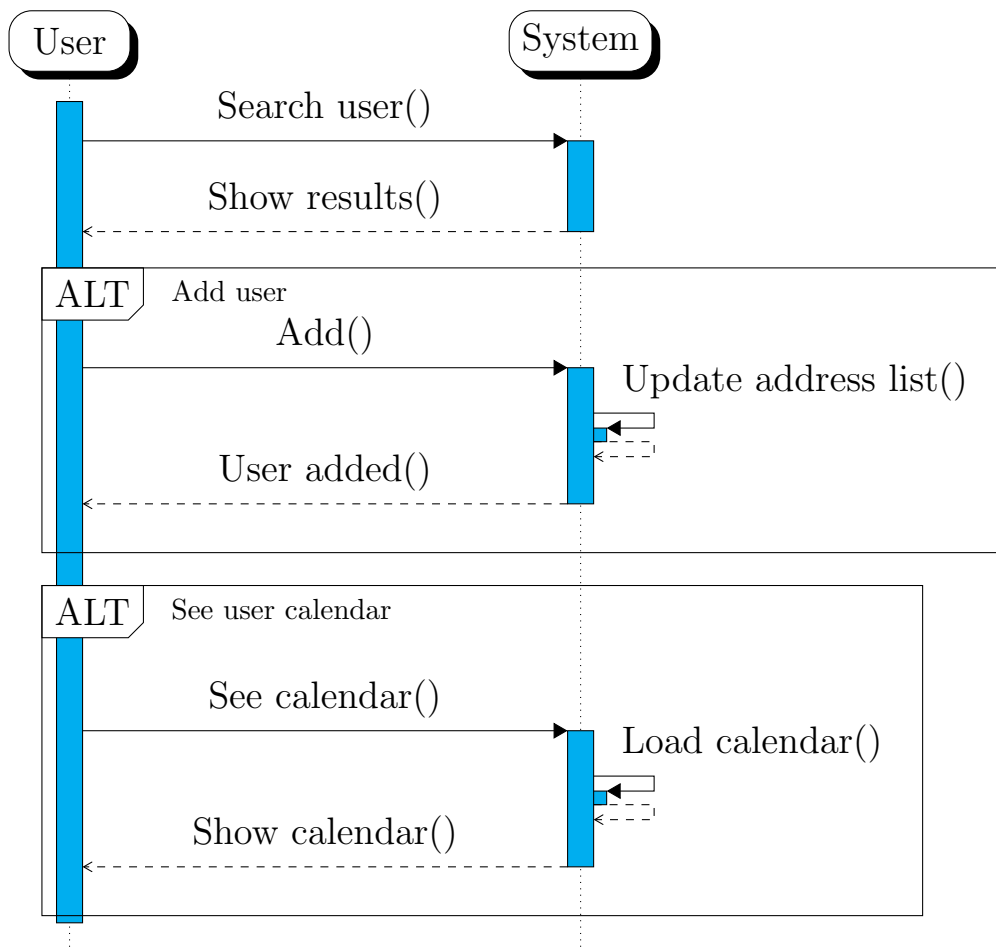 User
System
Search user()
Show results()
ALT
Add user
Add()
Update address list()
User added()
ALT
See user calendar
See calendar()
Load calendar()
Show calendar()